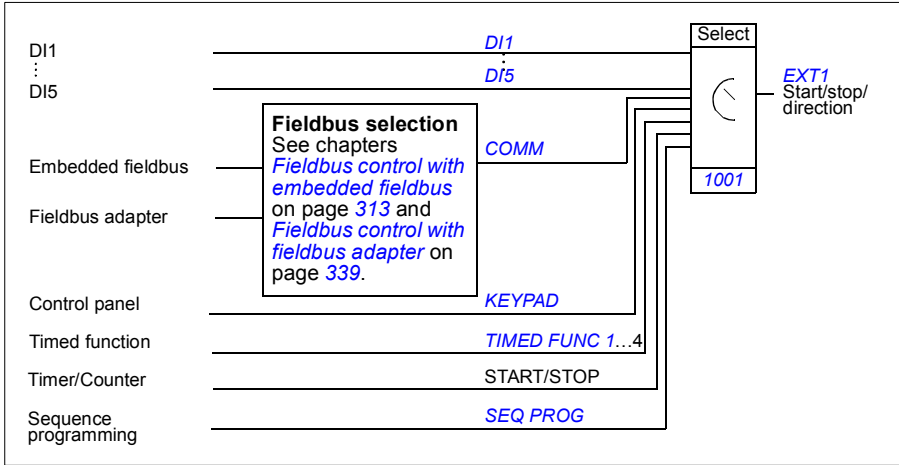 Select
DI1 DI1
EXT1
DI5 DI5
Start/stop/
direction
Fieldbus selection
See chapters
Fieldbus control with
embedded fieldbus
on page 313 and
Fieldbus control with
fieldbus adapter on
page 339.
COMM
Embedded fieldbus
1001
Fieldbus adapter
Control panel KEYPAD
Timed function TIMED FUNC 1...4
Timer/Counter START/STOP
Sequence
programming
SEQ PROG